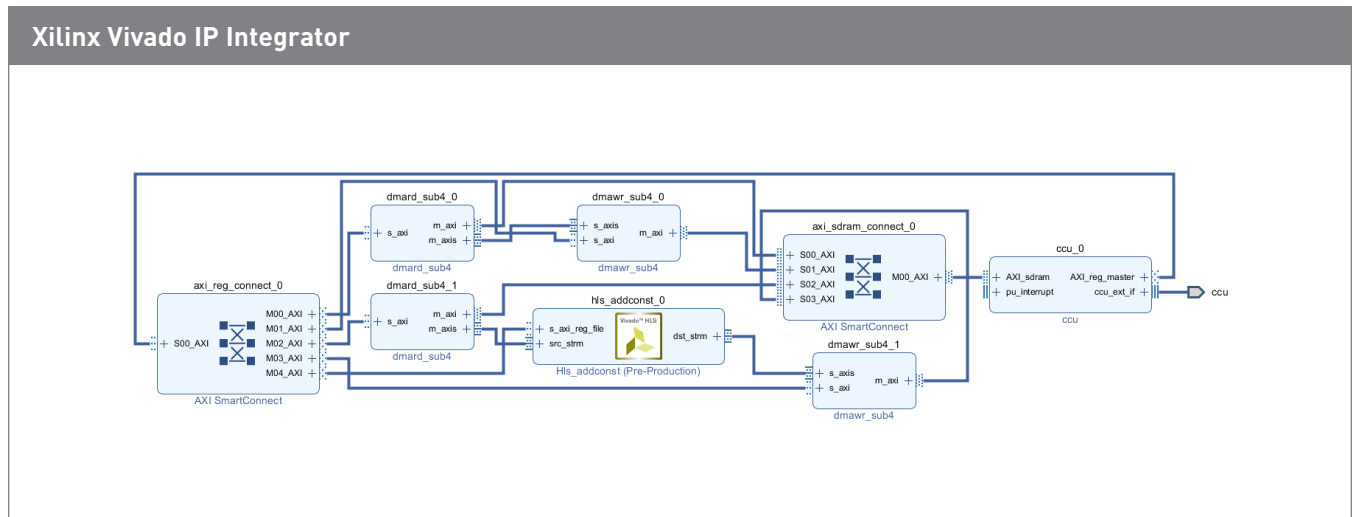 Xilinx Vivado IP Integrator
axi_reg_connect_0
S00_AXI
M00_AXI
M01_AXI
M02_AXI
M03_AXI
M04_AXI
AXI SmartConnect
dmard_sub4_0
s_axi
m_axi
m_axis
dmard_sub4
dmard_sub4_1
s_axi
m_axi
m_axis
dmard_sub4
dmawr_sub4_0
s_axis
s_axi
m_axi
dmawr_sub4
hls_addconst_0
s_axi_reg_file
src_strm
Vivado™ HLS
dst_strm
Hls_addconst (Pre-Production)
axi_sdram_connect_0
S00_AXI
S01_AXI
S02_AXI
S03_AXI
M00_AXI
AXI SmartConnect
dmawr_sub4_1
s_axis
s_axi
m_axi
dmawr_sub4
ccu_0
AXI_sdram
pu_interrupt
AXI_reg_master
ccu_ext_if
ccu
ccu